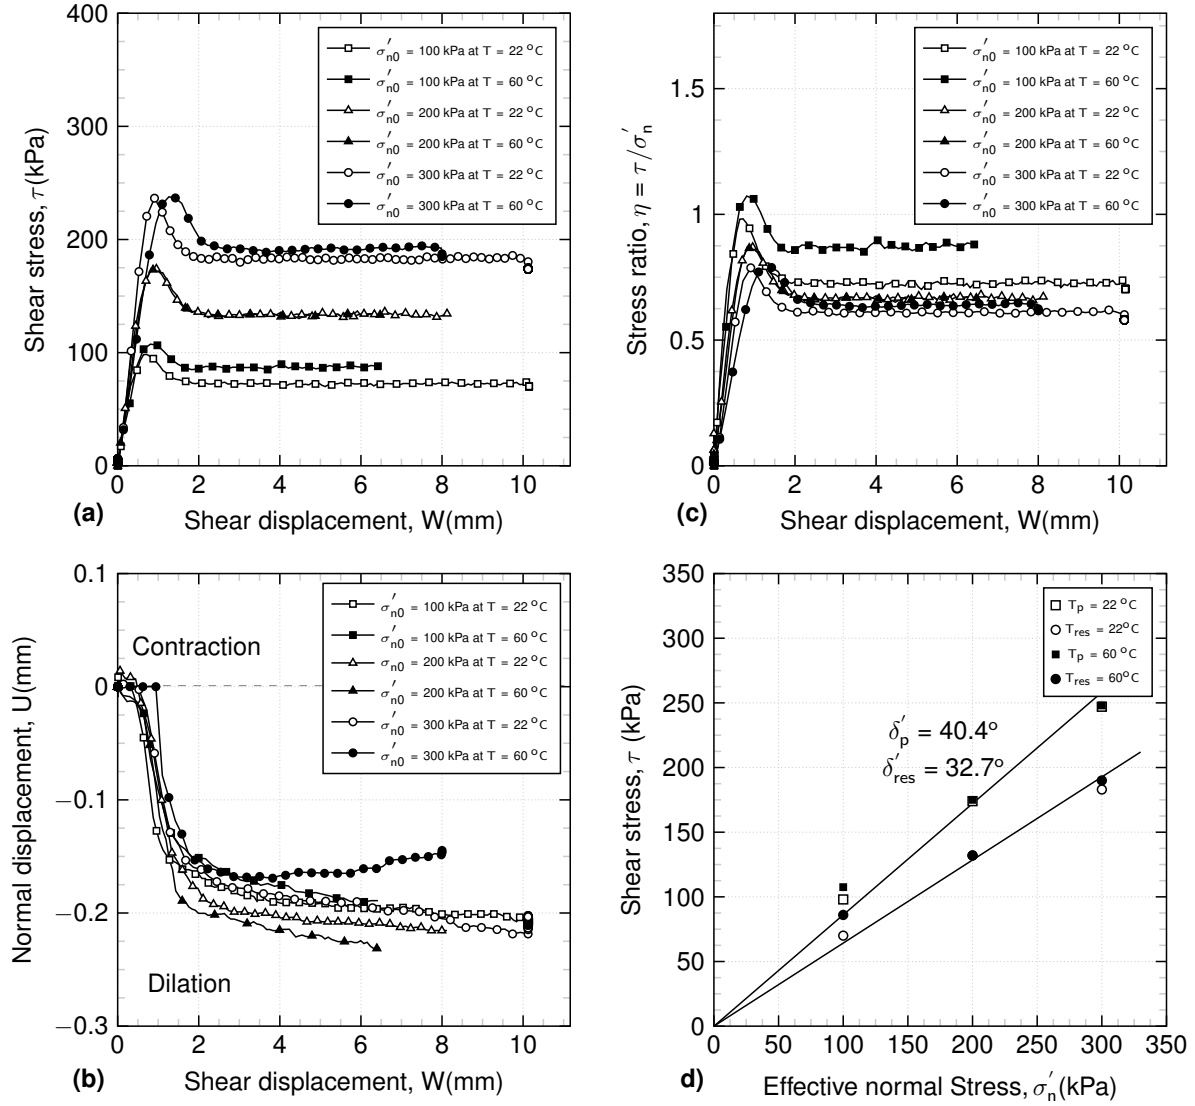 400
300
200
100
0
0 2 4 6 8 10
Shear stress, τ(kPa)
Shear displacement, W(mm)
(a)
σ′n0 = 100 kPa at T = 22 °C
σ′n0 = 100 kPa at T = 60 °C
σ′n0 = 200 kPa at T = 22 °C
σ′n0 = 200 kPa at T = 60 °C
σ′n0 = 300 kPa at T = 22 °C
σ′n0 = 300 kPa at T = 60 °C
1.5
1
0.5
0
0 2 4 6 8 10
Stress ratio, η = τ/σ′n
Shear displacement, W(mm)
(c)
σ′n0 = 100 kPa at T = 22 °C
σ′n0 = 100 kPa at T = 60 °C
σ′n0 = 200 kPa at T = 22 °C
σ′n0 = 200 kPa at T = 60 °C
σ′n0 = 300 kPa at T = 22 °C
σ′n0 = 300 kPa at T = 60 °C
0.1
0
−0.1
−0.2
−0.3
0 2 4 6 8 10
Normal displacement, U(mm)
Shear displacement, W(mm)
(b)
Contraction
Dilation
σ′n0 = 100 kPa at T = 22 °C
σ′n0 = 100 kPa at T = 60 °C
σn0 = 200 kPa at T = 22 °C
σ′n0 = 200 kPa at T = 60 °C
σ′n0 = 300 kPa at T = 22 °C
σ′n0 = 300 kPa at T = 60 °C
350
300
250
200
150
100
50
0
0 50 100 150 200 250 300 350
Shear stress, τ (kPa)
Effective normal Stress, σ′n(kPa)
d)
δ′p = 40.4°
δ′res = 32.7°
Tp = 22 °C
Tres = 22°C
Tp = 60 °C
Tres = 60°C